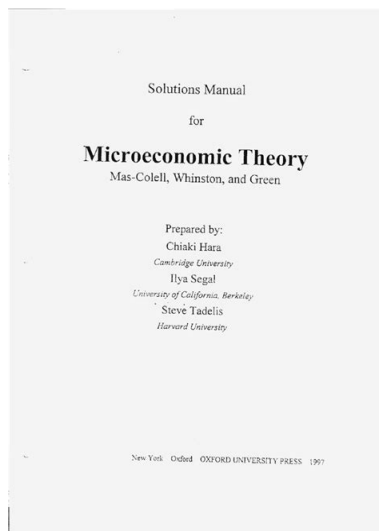 Solutions Manual
for
Microeconomic Theory
Mas-Colell, Whinston, and Green
Prepared by:
Chiaki Hara
Cambridge University
Ilya Segal
University of California, Berkeley
Steve Tadelis
Harvard University
New York Oxford OXFORD UNIVERSITY PRESS 1997